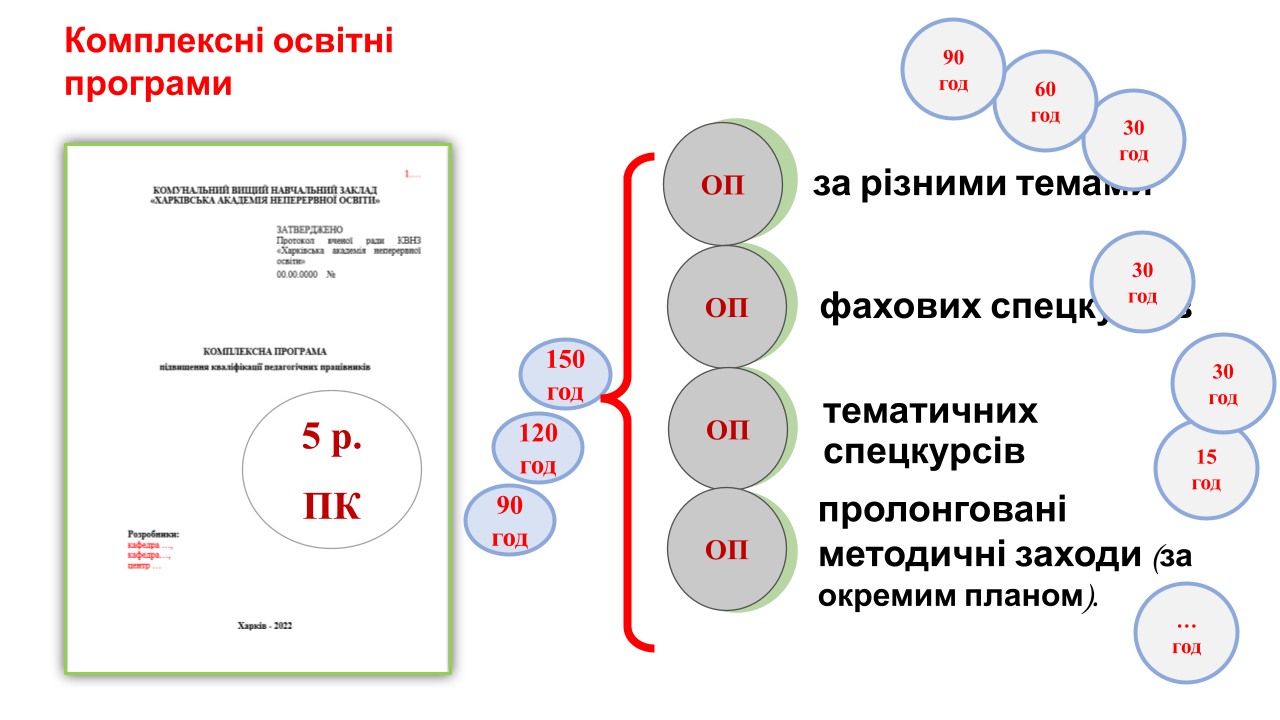 Комплексні освітні
програми
1....
КОМУНАЛЬНИЙ ВИЩИЙ НАВЧАЛЬНИЙ ЗАКЛАД
«ХАРКІВСЬКА АКАДЕМІЯ НЕПЕРЕРВНОЇ ОСВІТИ»
ЗАТВЕРДЖЕНО
Протокол вченої ради КВНЗ
«Харківська академія неперервної
освіти»
00.00.0000 №
КОМПЛЕКСНА ПРОГРАМА
підвищення кваліфікації педагогічних працівників
5 р.
ПК
Розробники:
кафедра ...,
кафедра...,
центр ...
Харків - 2022
150
год
120
год
90
год
ОП
за різними темами
90
год
60
год
30
год
ОП
фахових
30
год
ОП
тематичних
спецкурсів
30
год
15
год
ОП
пролонговані
методичні заходи (за
окремим планом).
...
год